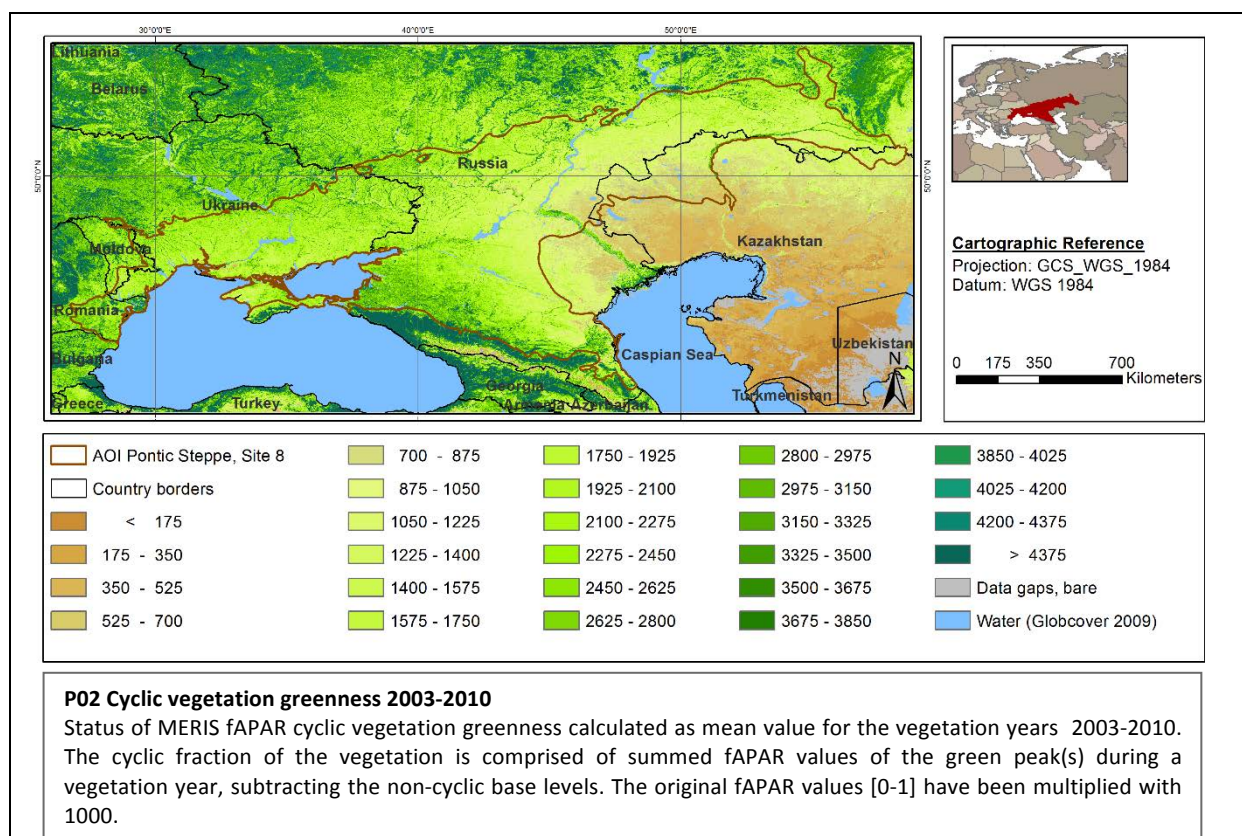 30°0'0"E 40°0'0"E 50°0'0"E
50°0'0"N
50°0'0"N
Lithuania
Belarus
Russia
Ukraine
Moldova
Kazakhstan
Romania
Bulgaria
Caspian Sea
Uzbekistan
N
Georgia
Greece
Turkey
Armenia
Azerbaijan
Turkmenistan
Cartographic Reference
Projection: GCS_WGS_1984
Datum: WGS 1984
0 175 350 700
Kilometers
AOI Pontic Steppe, Site 8
Country borders
< 175
175 - 350
350 - 525
525 - 700
700 - 875
875 - 1050
1050 - 1225
1225 - 1400
1400 - 1575
1575 - 1750
1750 - 1925
1925 - 2100
2100 - 2275
2275 - 2450
2450 - 2625
2625 - 2800
2800 - 2975
2975 - 3150
3150 - 3325
3325 - 3500
3500 - 3675
3675 - 3850
3850 - 4025
4025 - 4200
4200 - 4375
> 4375
Data gaps, bare
Water (Globcover 2009)
P02 Cyclic vegetation greenness 2003-2010
Status of MERIS fAPAR cyclic vegetation greenness calculated as mean value for the vegetation years 2003-2010.
The cyclic fraction of the vegetation is comprised of summed fAPAR values of the green peak(s) during a
vegetation year, subtracting the non-cyclic base levels. The original fAPAR values [0-1] have been multiplied with
1000.